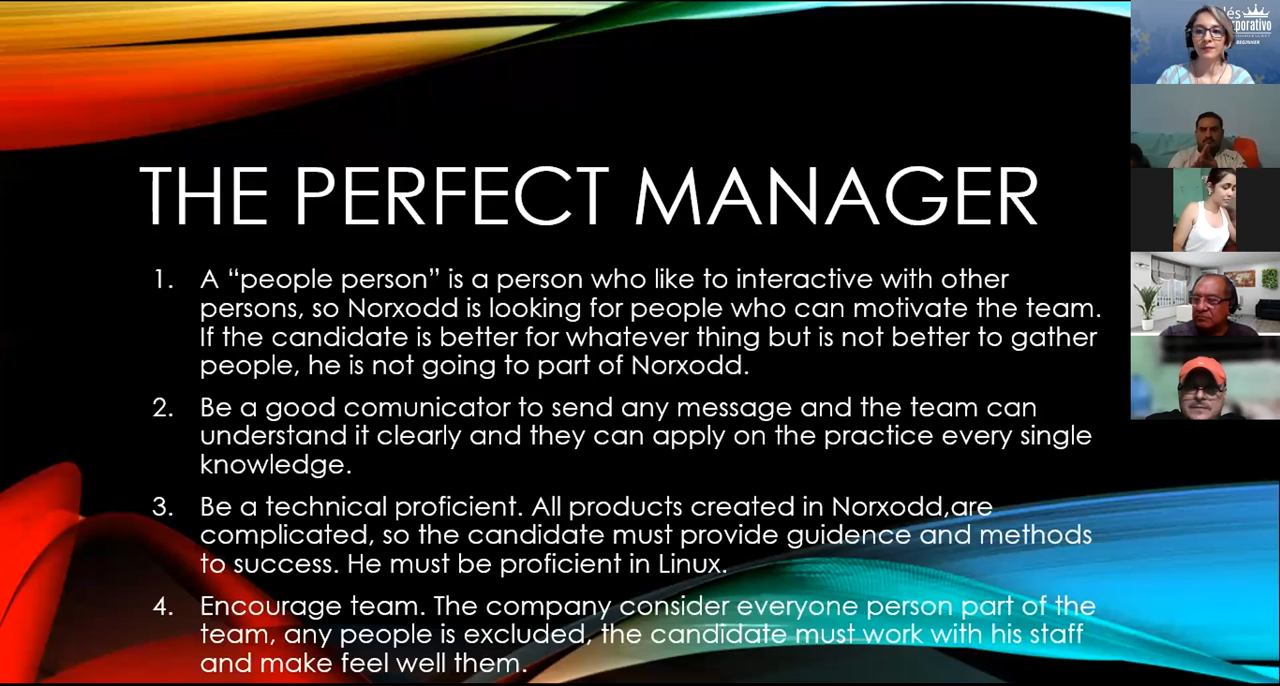 THE PERFECT MANAGER
1. A “people person” is a person who like to interactive with other
persons, so Norxodd is looking for people who can motivate the team.
If the candidate is better for whatever thing but is not better to gather
people, he is not going to part of Norxodd.
2. Be a good comunicator to send any message and the team can
understand it clearly and they can apply on the practice every single
knowledge.
3. Be a technical proficient. All products created in Norxodd,are
complicated, so the candidate must provide guidence and methods
to success. He must be proficient in Linux.
4. Encourage team. The company consider everyone person part of the
team, any people is excluded, the candidate must work with his staff
and make feel well them.
BEGINNER